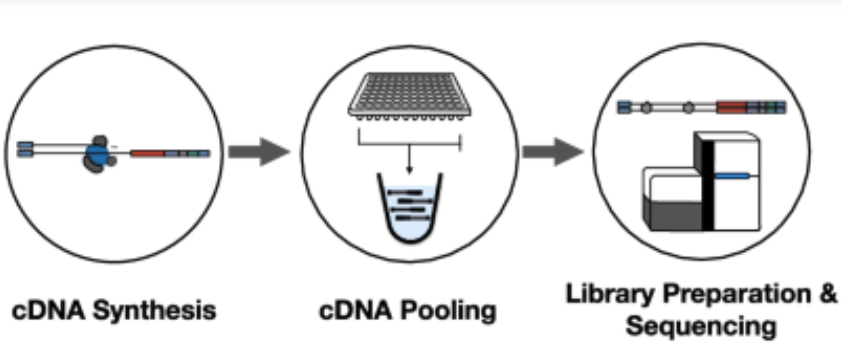 cDNA Synthesis
cDNA Pooling
Library Preparation &
Sequencing